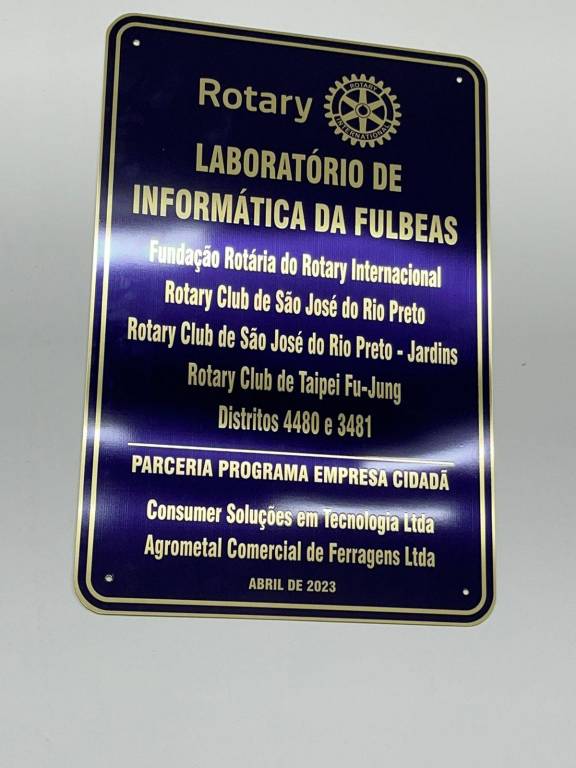 Rotary
ROTARY
INTERNATIONAL
LABORATÓRIO DE
INFORMÁTICA DA FULBEAS
Fundação Rotária do Rotary Internacional
Rotary Club de São José do Rio Preto
Rotary Club de São José do Rio Preto - Jardins
Rotary Club de Taipei Fu-Jung
Distritos 4480 e 3481
PARCERIA PROGRAMA EMPRESA CIDADÃ
Consumer Soluções em Tecnologia Ltda
Agrometal Comercial de Ferragens Ltda
ABRIL DE 2023